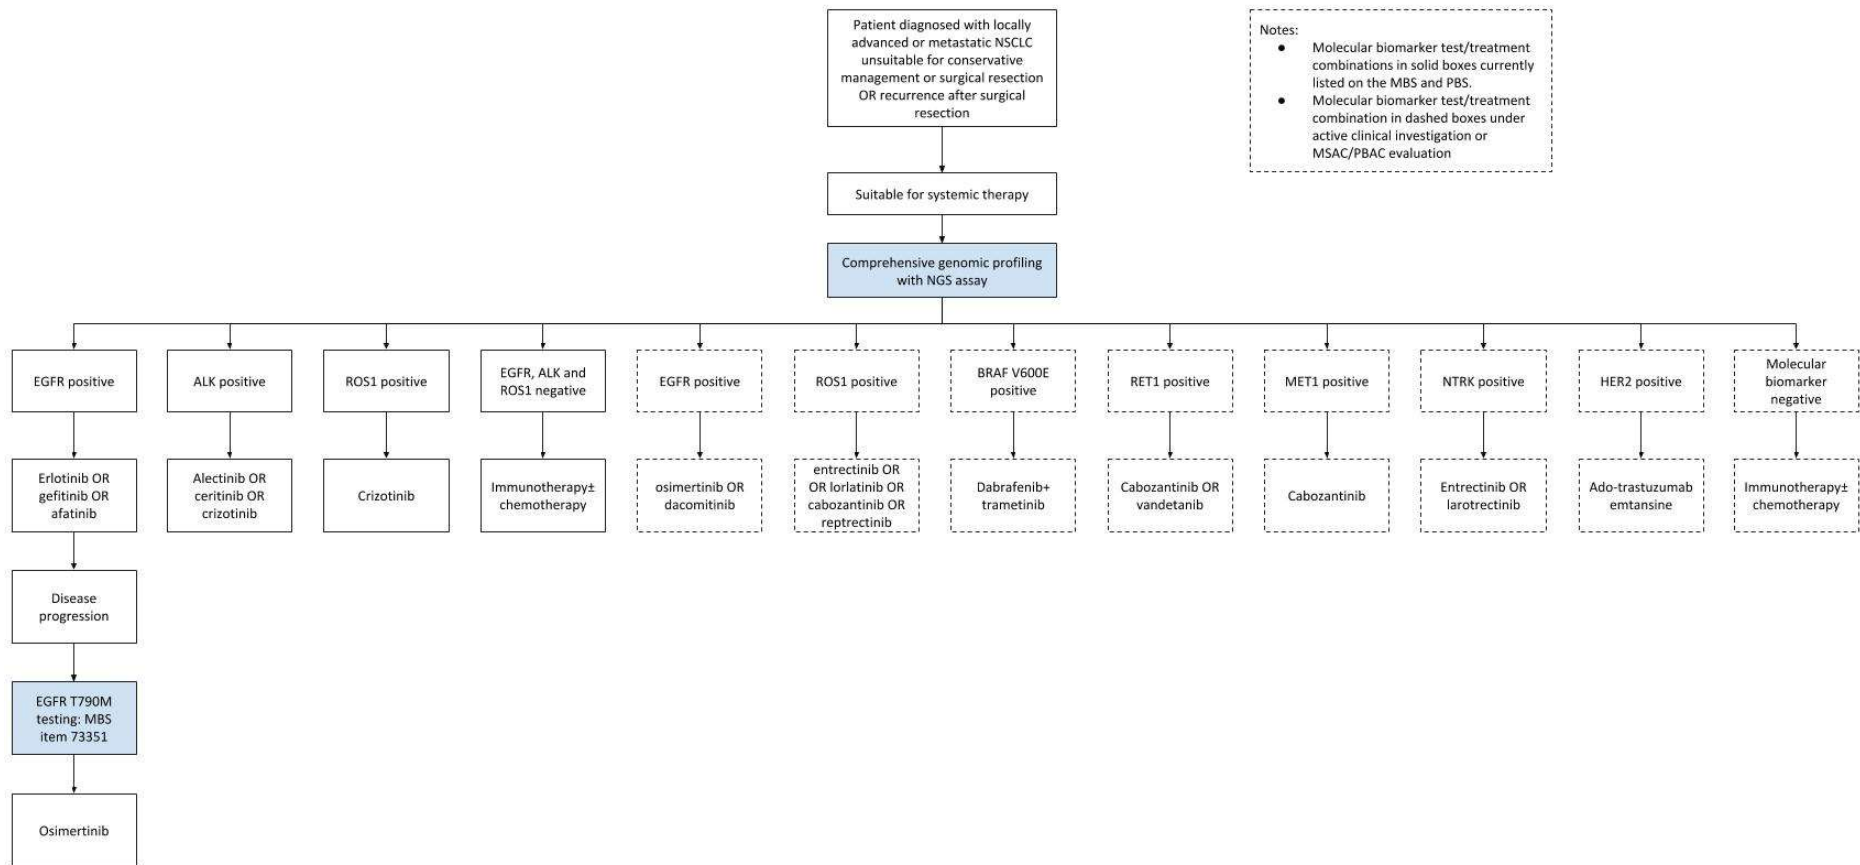 Patient diagnosed with locally
advanced or metastatic NSCLC
unsuitable for conservative
management or surgical resection
OR recurrence after surgical
resection
Notes:
● Molecular biomarker test/treatment
combinations in solid boxes currently
listed on the MBS and PBS.
● Molecular biomarker test/treatment
combination in dashed boxes under
active clinical investigation or
MSAC/PBAC evaluation
Suitable for systemic therapy
Comprehensive genomic profiling
with NGS assay
EGFR positive
ALK positive
ROS1 positive
EGFR, ALK and
ROS1 negative
EGFR positive
ROS1 positive
BRAF V600E
positive
RET1 positive
MET1 positive
NTRK positive
HER2 positive
Molecular
biomarker
negative
Erlotinib OR
gefitinib OR
afatinib
Alectinib OR
ceritinib OR
crizotinib
Crizotinib
Immunotherapy±
chemotherapy
osimertinib OR
dacomitinib
entrectinib OR
OR lorlatinib OR
cabozantinib OR
reptrectinib
Dabrafenib+
trametinib
Cabozantinib OR
vandetanib
Cabozantinib
Entrectinib OR
larotrectinib
Ado-trastuzumab
emtansine
Immunotherapy±
chemotherapy
Disease
progression
EGFR T790M
testing: MBS
item 73351
Osimertinib